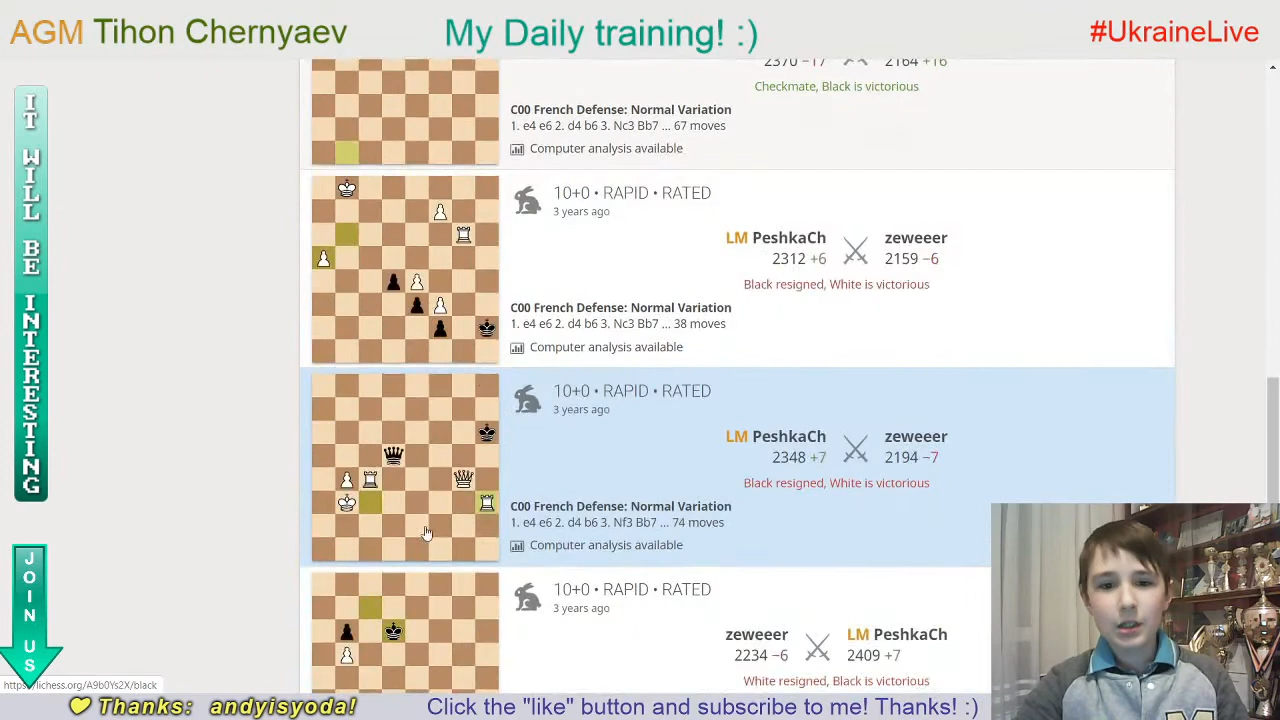 AGM Tihon Chernyaev
My Daily training! :)
#UkraineLive
IT WILL BE INTERESTING
JOIN US
2370 −17 2164 +16
Checkmate, Black is victorious
C00 French Defense: Normal Variation
1. e4 e6 2. d4 b6 3. Nc3 Bb7 ... 67 moves
Computer analysis available
10+0 • RAPID • RATED
3 years ago
LM PeshkaCh zeweeer
2312 +6 2159 −6
Black resigned, White is victorious
C00 French Defense: Normal Variation
1. e4 e6 2. d4 b6 3. Nc3 Bb7 ... 38 moves
Computer analysis available
10+0 • RAPID • RATED
3 years ago
LM PeshkaCh zeweeer
2348 +7 2194 −7
Black resigned, White is victorious
C00 French Defense: Normal Variation
1. e4 e6 2. d4 b6 3. Nf3 Bb7 ... 74 moves
Computer analysis available
10+0 • RAPID • RATED
3 years ago
zeweeer LM PeshkaCh
2234 −6 2409 +7
White resigned, Black is victorious
https://lichess.org/A9b0Ys2X/black
Thanks: andyisyoda!
Click the "like" button and subscribe to me! Thanks! :)